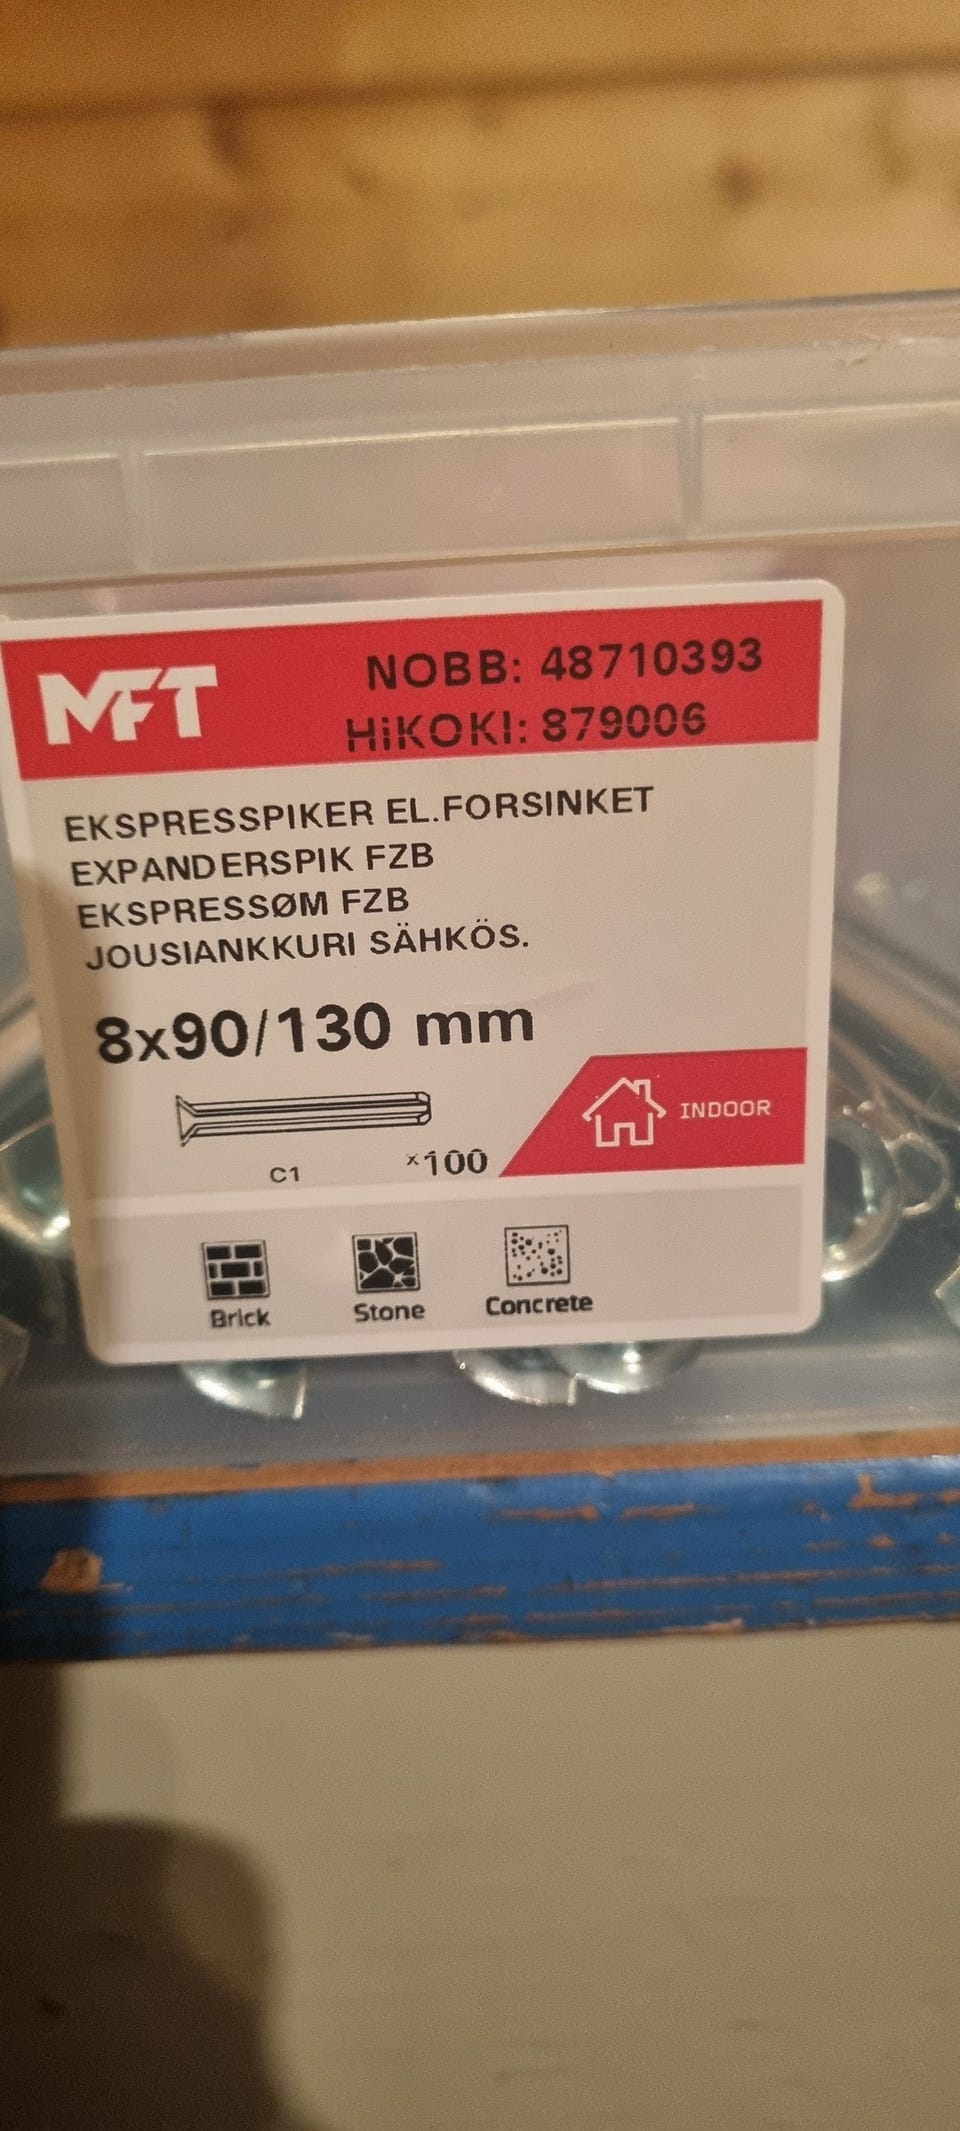 MFT
NOBB: 48710393
HiKOKI: 879006
EKSPRESSPIKER EL.FORSINKET
EXPANDERSPIK FZB
EKSPRESSØM FZB
JOUSIANKKURI SÄHKÖS.
8x90/130 mm
INDOOR
C1
x100
Brick
Stone
Concrete